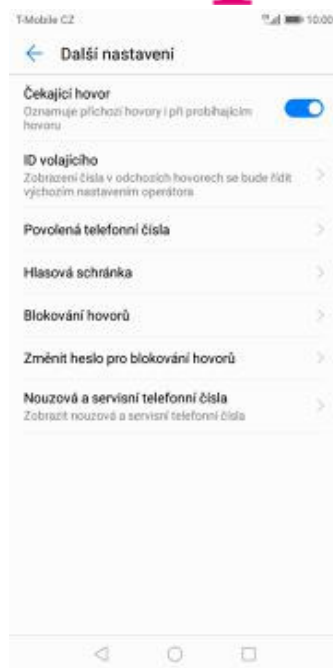 T-Mobile CZ 10:00
Další nastavení
Čekající hovor
Oznamuje příchozí hovory i při probíhajícím
hovoru
ID volajícího
Zobrazení čísla v odchozích hovorech se bude řídit
výchozím nastavením operátora
Povolená telefonní čísla
Hlasová schránka
Blokování hovorů
Změnit heslo pro blokování hovorů
Nouzová a servisní telefonní čísla
Zobrazit nouzová a servisní telefonní čísla